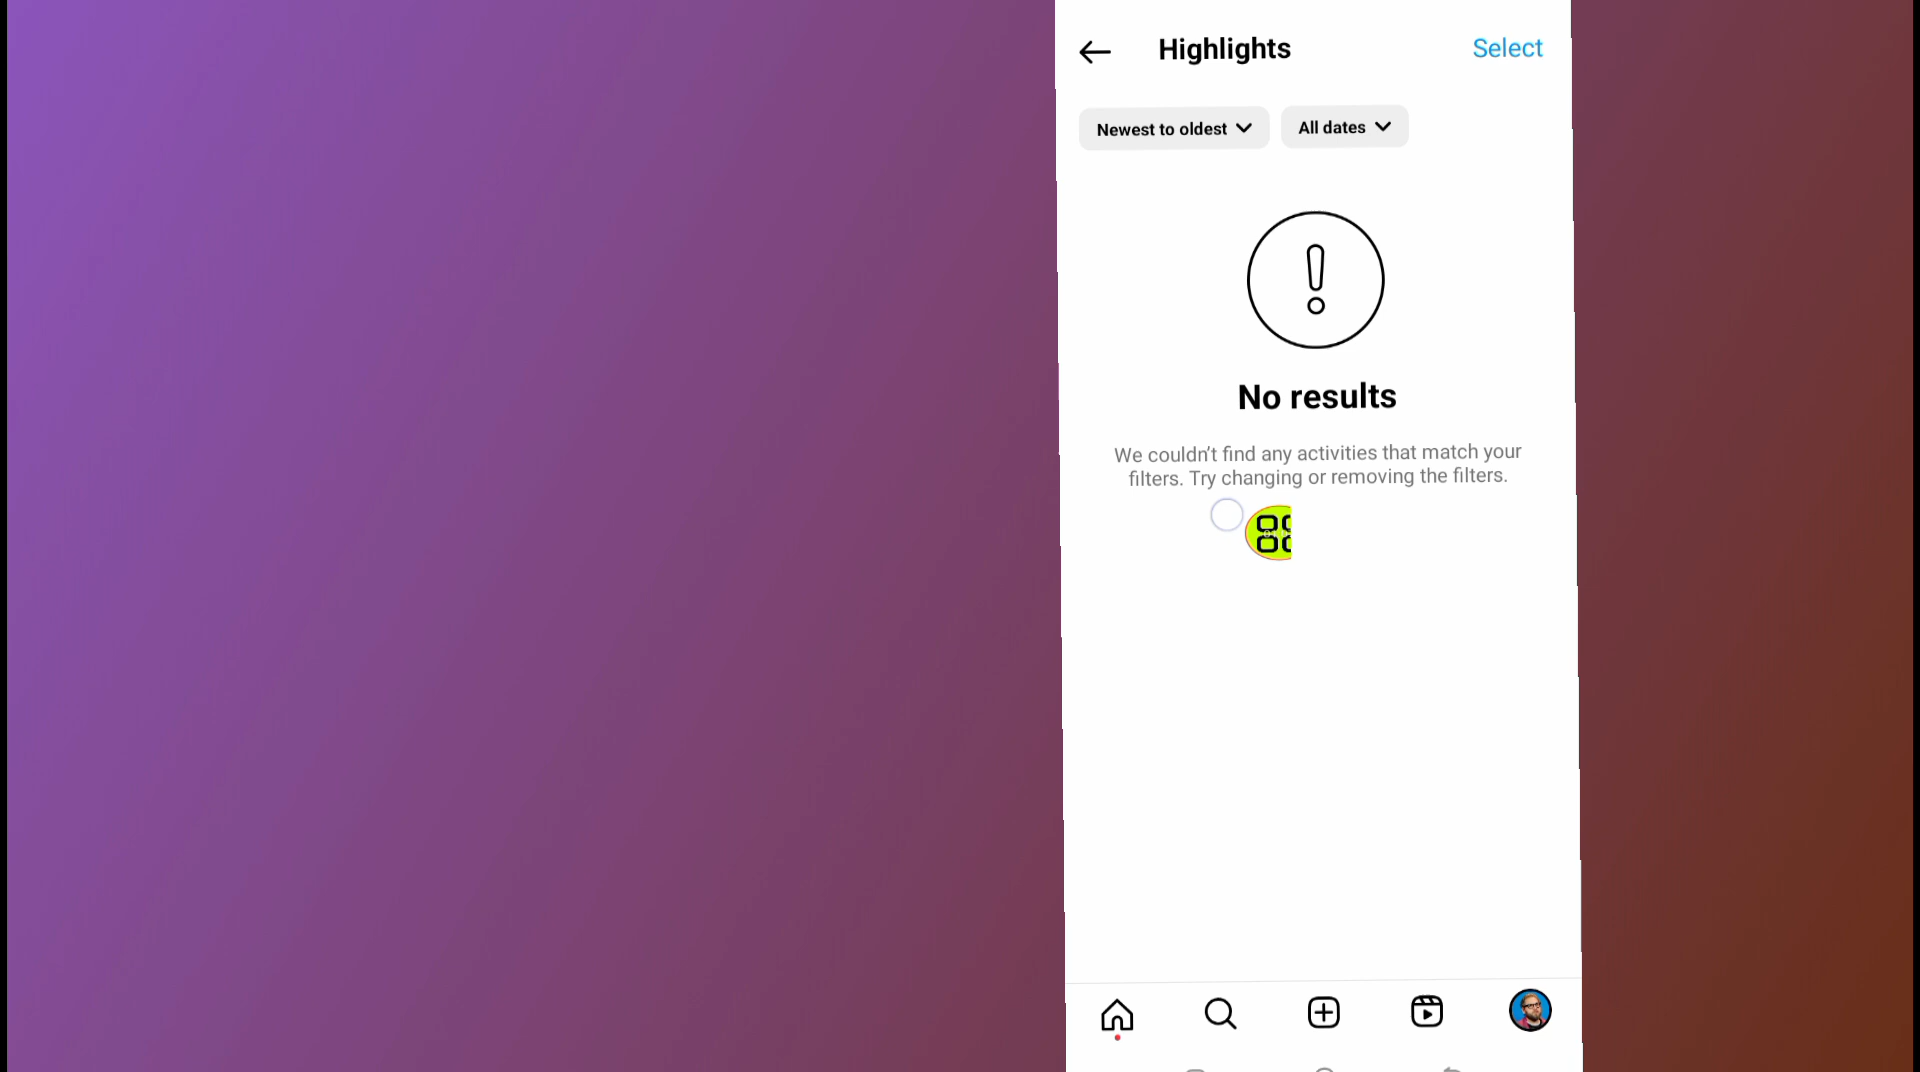 Highlights
Select
Newest to oldest
All dates
No results
We couldn't find any activities that match your
filters. Try changing or removing the filters.